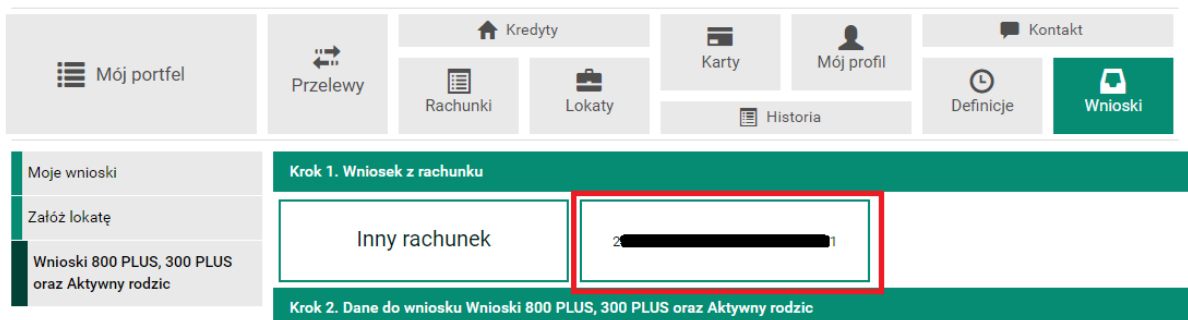 Mój portfel
Przelewy
Kredyty
Rachunki
Lokaty
Karty
Mój profil
Historia
Kontakt
Definicje
Wnioski
Moje wnioski
Załóż lokatę
Wnioski 800 PLUS, 300 PLUS
oraz Aktywny rodzic
Krok 1. Wniosek z rachunku
Inny rachunek
2 1
Krok 2. Dane do wniosku Wnioski 800 PLUS, 300 PLUS oraz Aktywny rodzic